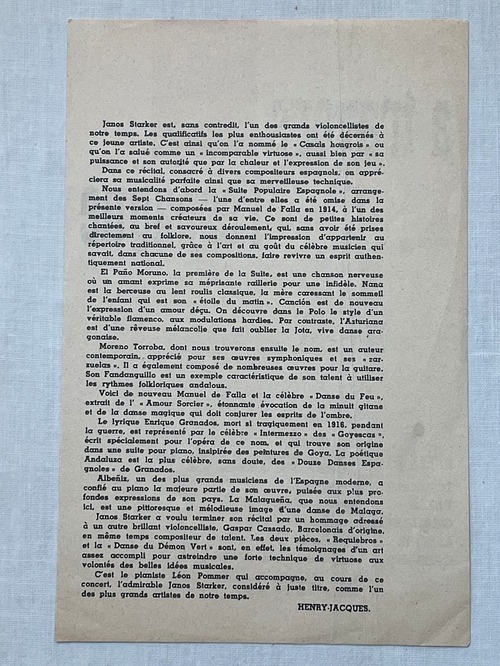 Janos Starker est, sans contredit, l'un des grands violoncellistes de
notre temps. Les qualificatifs les plus enthousiastes ont été décernés à
ce jeune artiste. C'est ainsi qu'on l'a nommé le « Casals hongrois » ou
qu'on l'a salué comme un « incomparable virtuose », aussi bien par « sa
puissance et son autorité que par la chaleur et l'expression de son jeu ».
Dans ce récital, consacré à divers compositeurs espagnols, on appré-
ciera sa musicalité parfaite ainsi que sa merveilleuse technique.
Nous entendons d'abord la « Suite Populaire Espagnole », arrange-
ment des Sept Chansons — l'une d'entre elles a été omise dans la
présente version — composées par Manuel de Falla en 1914, à l'un des
meilleurs moments créateurs de sa vie. Ce sont de petites histoires
chantées, au bref et savoureux déroulement, qui, sans avoir été prises
directement au folklore, nous donnent l'impression d'appartenir au
répertoire traditionnel, grâce à l'art et au goût du célèbre musicien qui
savait, dans chacune de ses compositions, faire revivre un esprit authen-
tiquement national.
El Paño Moruno, la première de la Suite, est une chanson nerveuse
où un amant exprime sa méprisante raillerie pour une infidèle. Nana
est la berceuse au lent roulis classique, la mère caressant le sommeil
de l'enfant qui est son « étoile du matin ». Canción est de nouveau
l'expression d'un amour déçu. On découvre dans le Polo le style d'un
véritable flamenco, aux modulations hardies. Par contraste, l'Asturiana
est d'une rêveuse mélancolie que fait oublier la Jota, vive danse ara-
gonaise.
Moreno Torroba, dont nous trouverons ensuite le nom, est un auteur
contemporain, apprécié pour ses œuvres symphoniques et ses « zar-
zuelas ». Il a également composé de nombreuses œuvres pour la guitare.
Son Fandanguillo est un exemple caractéristique de son talent à utiliser
les rythmes folkloriques andalous.
Voici de nouveau Manuel de Falla et la célèbre « Danse du Feu »,
extrait de l' « Amour Sorcier », étonnante évocation de la minuit gitane
et de la danse magique qui doit conjurer les esprits de l'ombre.
Le lyrique Enrique Granados, mort si tragiquement en 1916, pendant
la guerre, est représenté par le célèbre « Intermezzo » des « Goyescas »,
écrit spécialement pour l'opéra de ce nom, et qui trouve son origine
dans une suite pour piano, inspirée des peintures de Goya. La poétique
Andaluza est la plus célèbre, sans doute, des « Douze Danses Espa-
gnoles » de Granados.
Albeñiz, un des plus grands musiciens de l'Espagne moderne, a
confié au piano la majeure partie de son œuvre, puisée aux plus pro-
fondes expressions de son pays. La Malagueña, que nous entendons
ici, est une pittoresque et mélodieuse image d'une danse de Malaga.
Janos Starker a voulu terminer son récital par un hommage adressé
à un autre brillant violoncelliste, Gaspar Cassado, Barcelonais d'origine,
en même temps compositeur de talent. Les deux pièces, « Requiebros »
et la « Danse du Démon Vert » sont, en effet, les témoignages d'un art
assez accompli pour astreindre une forte technique de virtuose aux
volontés des belles idées musicales.
C'est le pianiste Léon Pommer qui accompagne, au cours de ce
concert, l'admirable Janos Starker, considéré à juste titre, comme l'un
des plus grands artistes de notre temps.
HENRY-JACQUES.